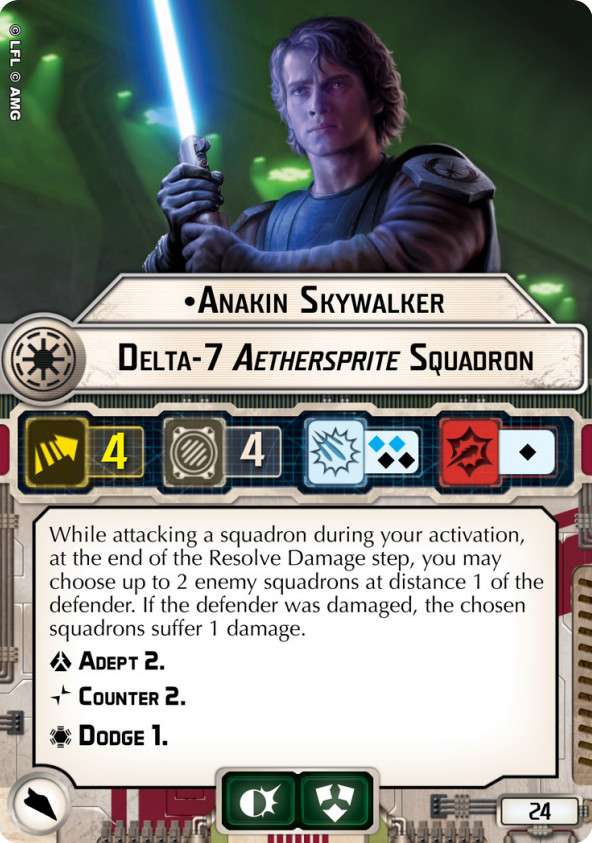 © LFL © AMG
•Anakin Skywalker
Delta-7 Aethersprite Squadron
4 4
While attacking a squadron during your activation,
at the end of the Resolve Damage step, you may
choose up to 2 enemy squadrons at distance 1 of the
defender. If the defender was damaged, the chosen
squadrons suffer 1 damage.
Adept 2.
Counter 2.
Dodge 1.
24